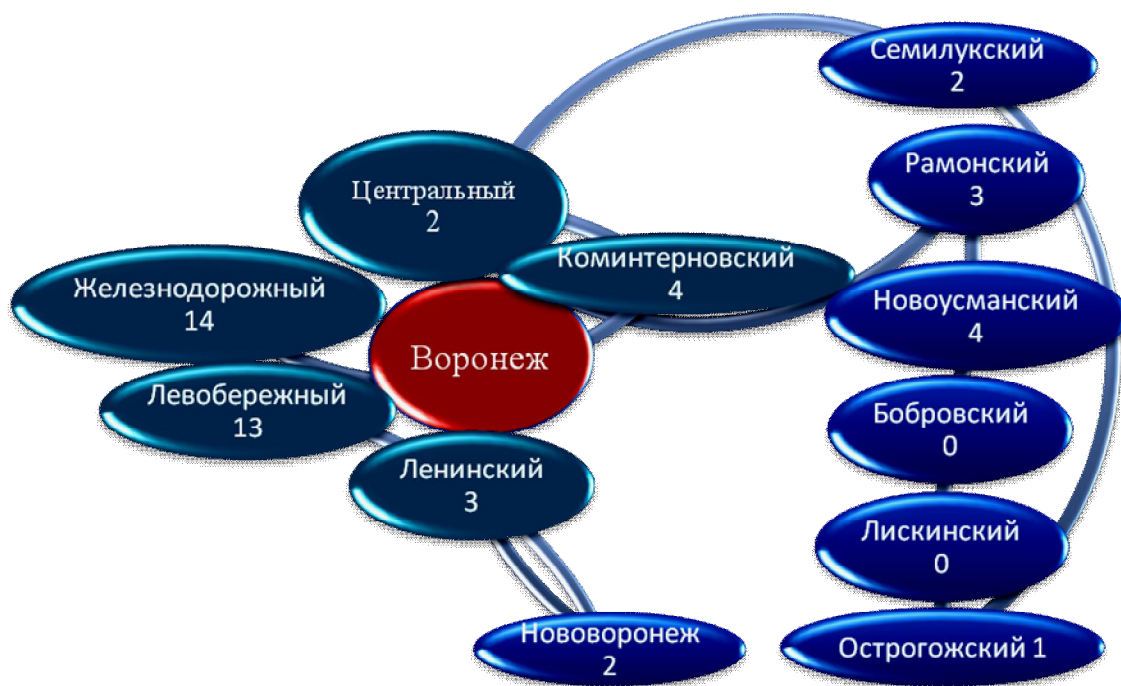 Семилукский
2
Рамонский
3
Центральный
2
Коминтерновский
4
Железнодорожный
14
Новоусманский
4
Воронеж
Левобережный
13
Бобровский
0
Ленинский
3
Лискинский
0
Нововоронеж
2
Острогожский 1